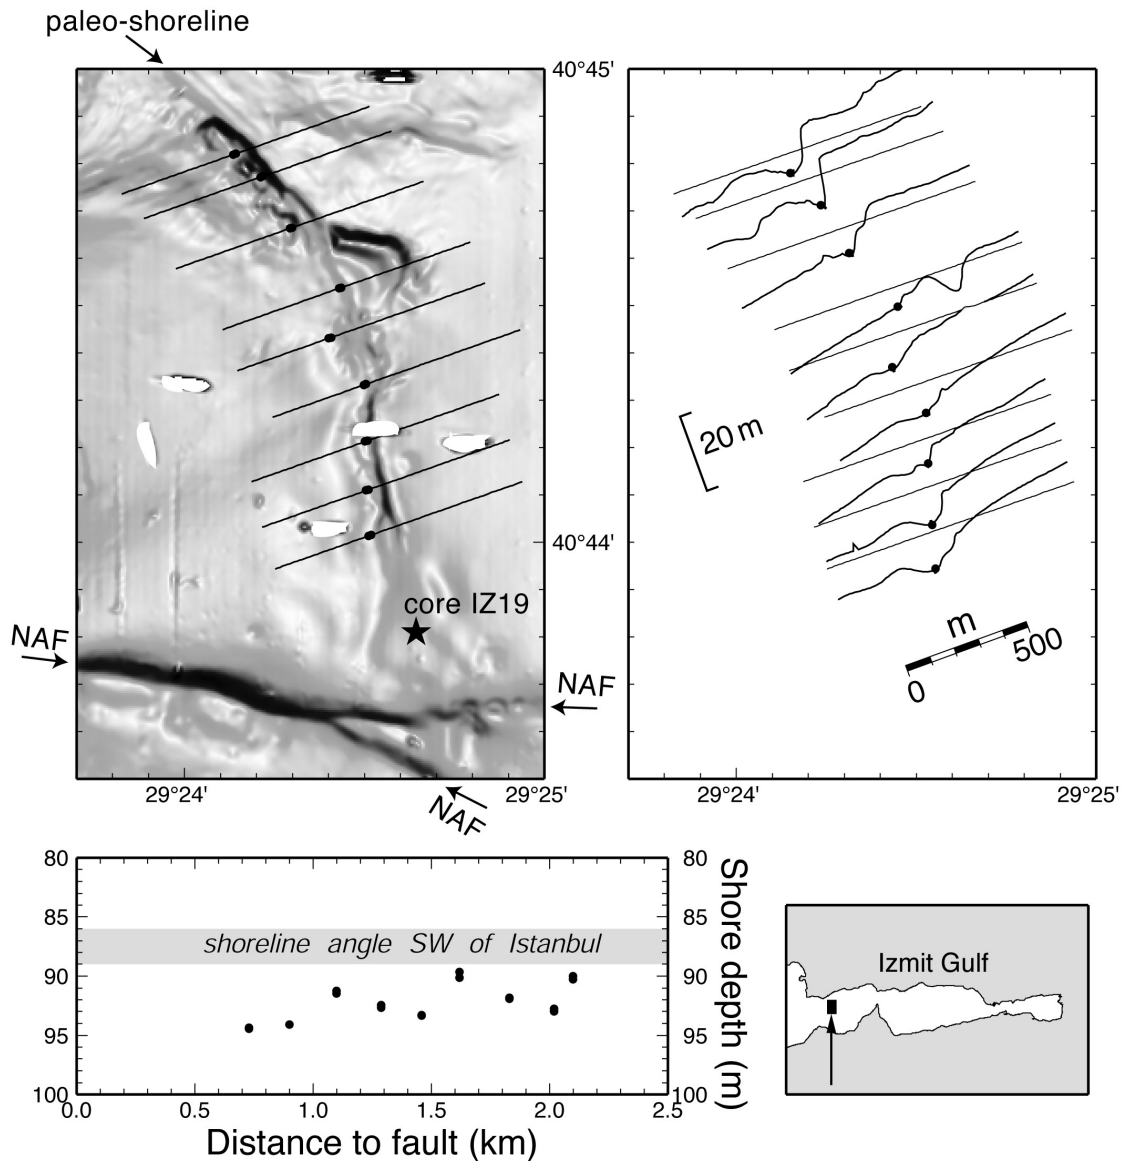 paleo-shoreline
40°45'
20 m
40°44'
core IZ19
NAF
NAF
m
0
500
29°24'
29°25'
29°24'
29°25'
NAF
80
85
90
95
100
shoreline angle SW of Istanbul
80
85
90
95
100
Shore depth (m)
0.0
0.5
1.0
1.5
2.0
2.5
Distance to fault (km)
Izmit Gulf